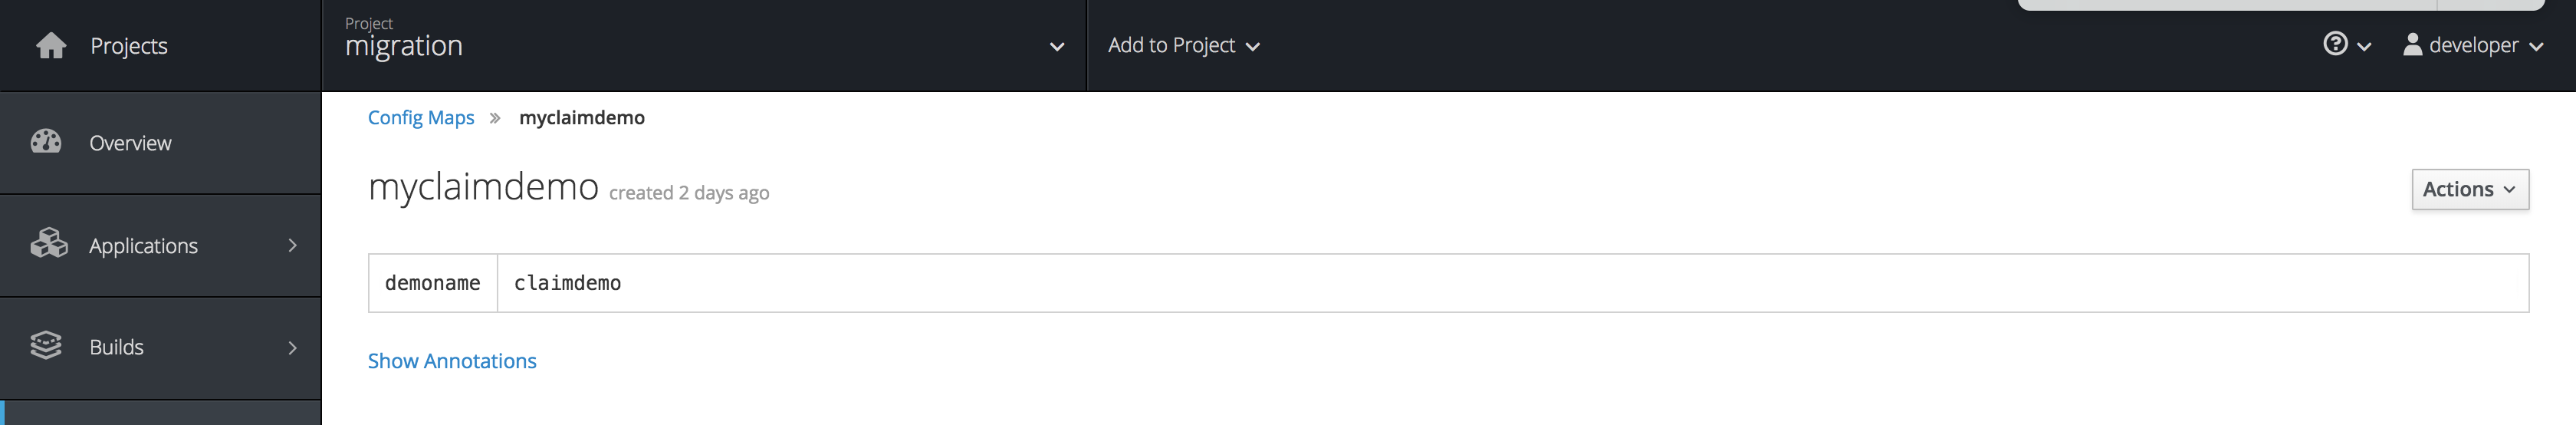 Projects
Project
migration
Add to Project
developer
Overview
Applications
Builds
Config Maps » myclaimdemo
myclaimdemo created 2 days ago
Actions
demoname claimdemo
Show Annotations